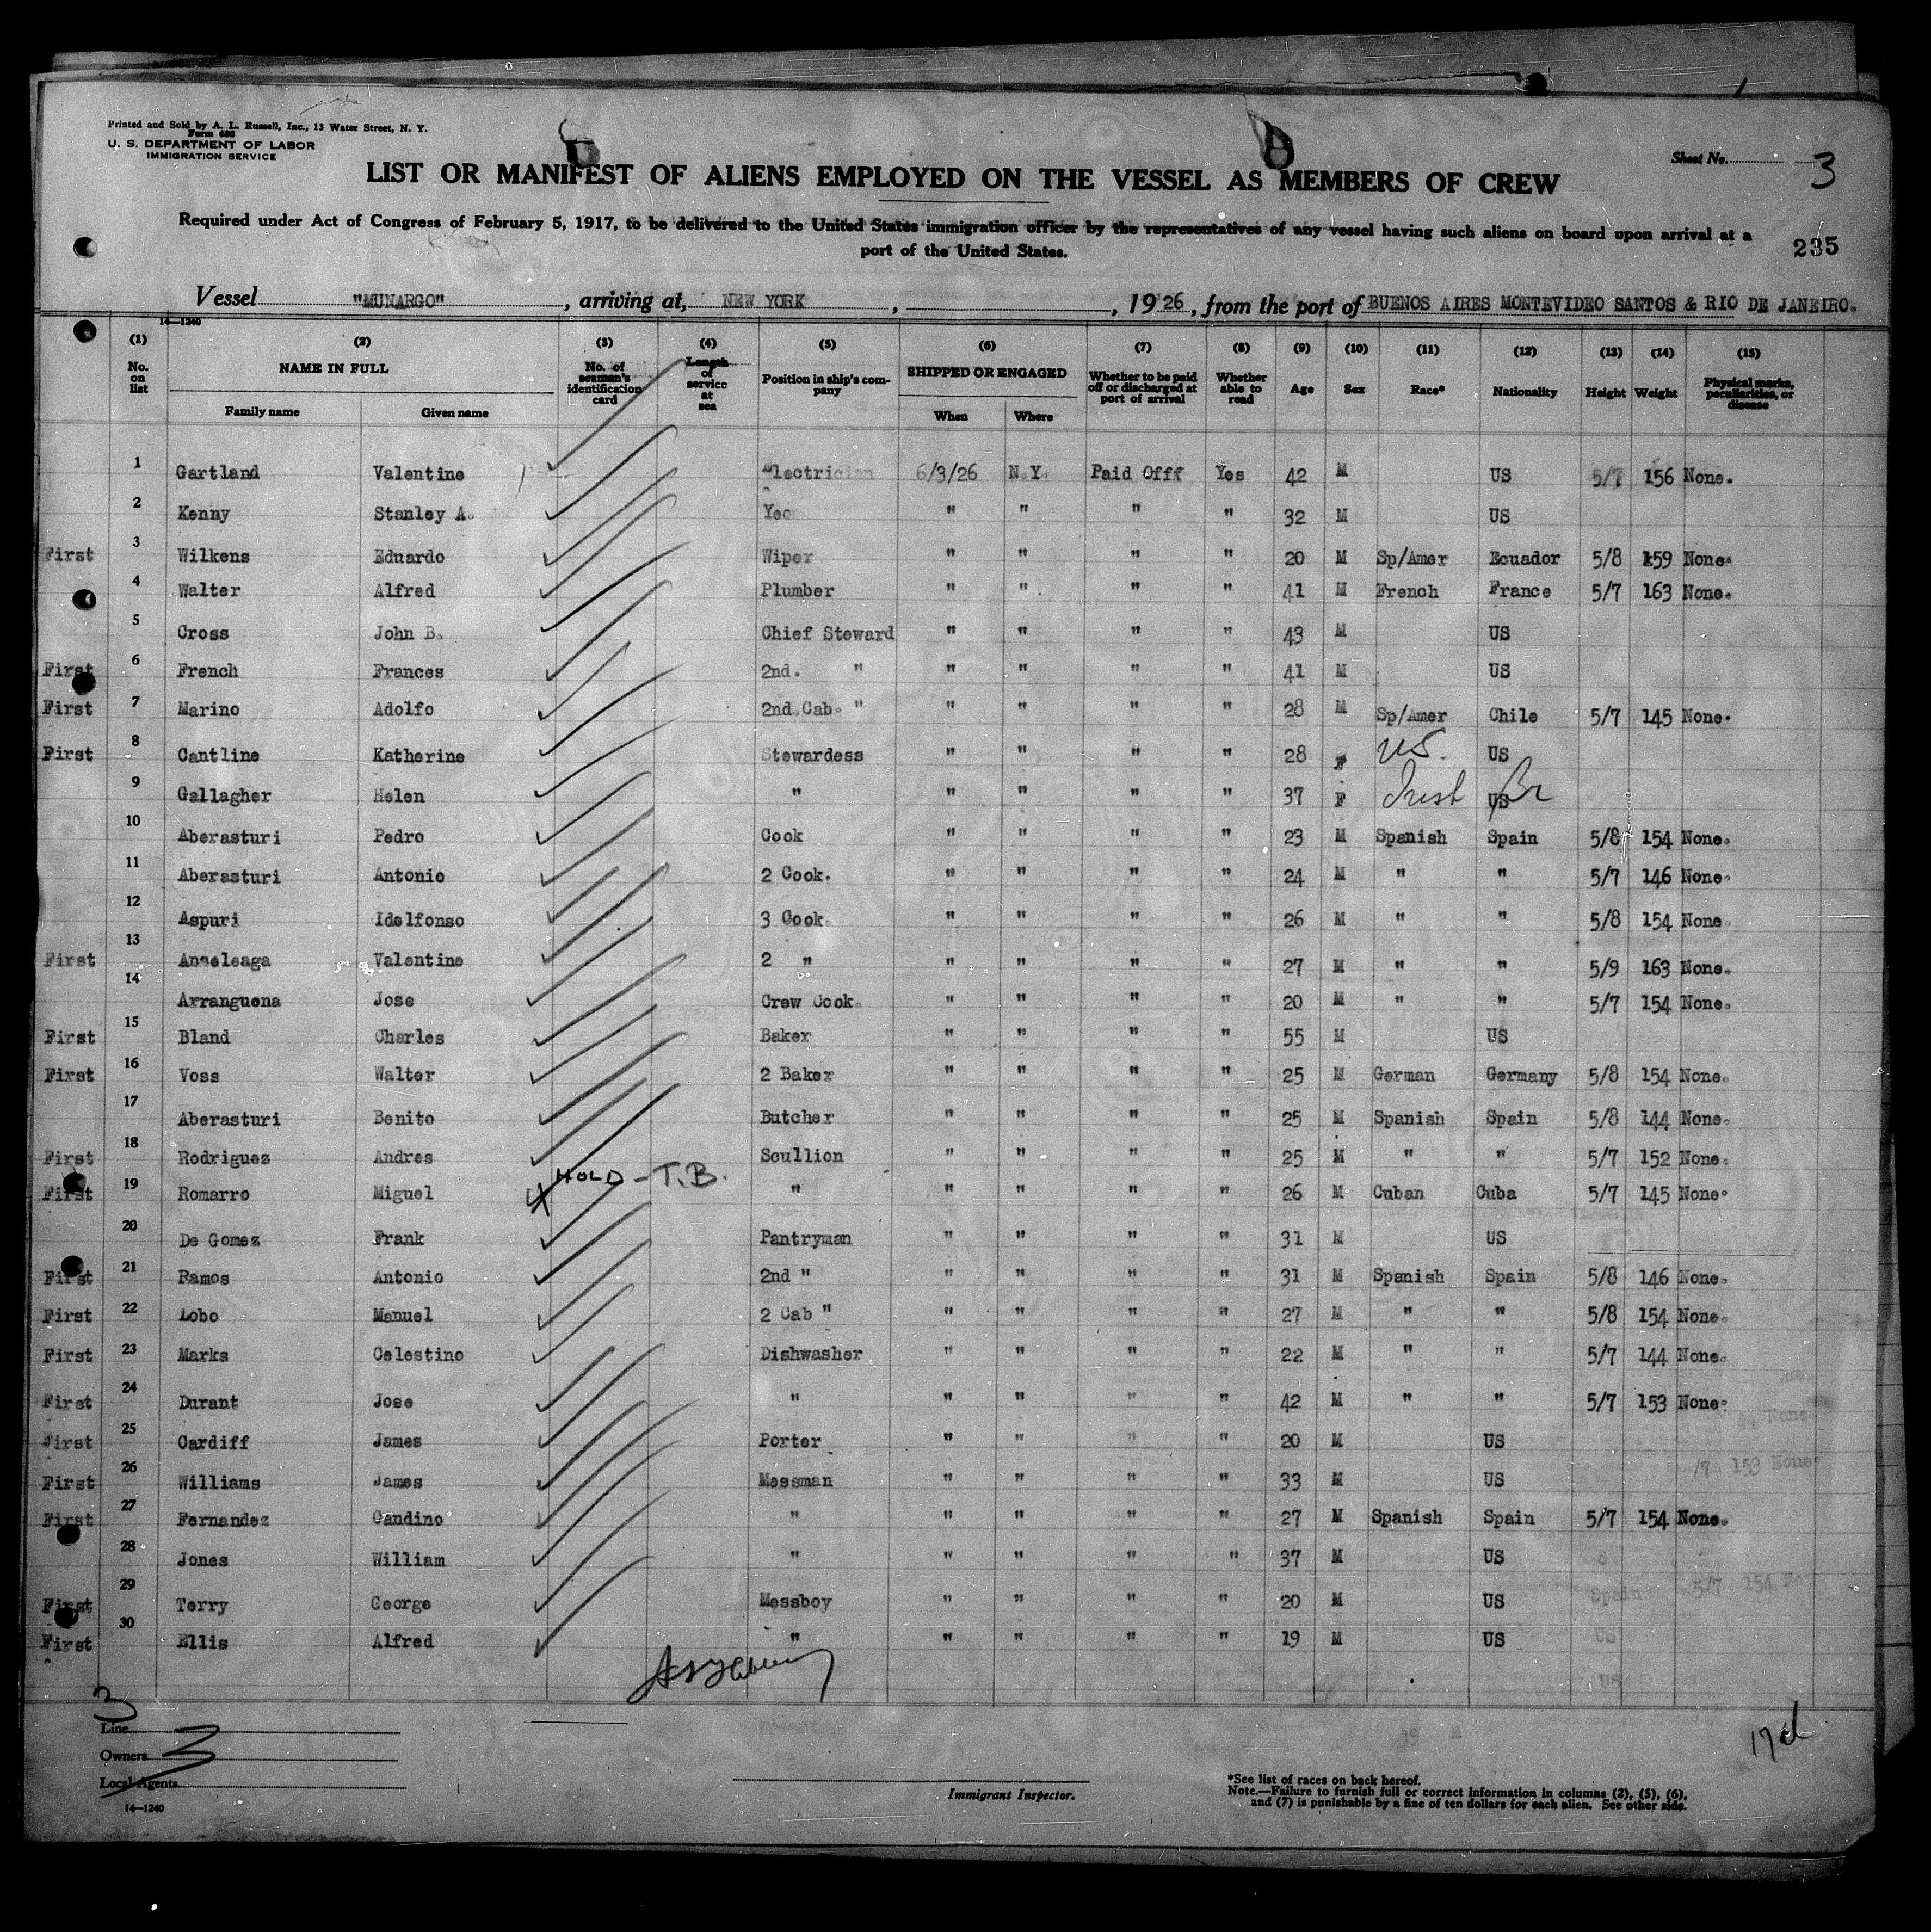 Printed and Sold by A. L. Russell, Inc., 13 Water Street, N. Y.
Form 680
U. S. DEPARTMENT OF LABOR
IMMIGRATION SERVICE
Sheet No. 3
LIST OR MANIFEST OF ALIENS EMPLOYED ON THE VESSEL AS MEMBERS OF CREW
Required under Act of Congress of February 5, 1917, to be delivered to the United States immigration officer by the representatives of any vessel having such aliens on board upon arrival at a
port of the United States.
235
Vessel "MUNARGO", arriving at, NEW YORK, , 1926, from the port of BUENOS AIRES MONTEVIDEO SANTOS & RIO DE JANEIRO.
14—1240
(1) (2) (3) (4) (5) (6) (7) (8) (9) (10) (11) (12) (13) (14) (15)
No. on list NAME IN FULL Family name Given name No. of seaman's identification card Length of service at sea Position in ship's company SHIPPED OR ENGAGED When Where Whether to be paid off or discharged at port of arrival Whether able to read Age Sex Race* Nationality Height Weight Physical marks, peculiarities, or disease
1 Gartland Valentine Electrician 6/3/26 N.Y. Paid Offf Yes 42 M US 5/7 156 None.
2 Kenny Stanley A. Yeo " " " " 32 M US
First 3 Wilkens Eduardo Wiper " " " " 20 M Sp/Amer Ecuador 5/8 159 None.
4 Walter Alfred Plumber " " " " 41 M French France 5/7 163 None.
5 Cross John B. Chief Steward " " " " 43 M US
First 6 French Frances 2nd. " " " " " 41 M US
First 7 Marino Adolfo 2nd.Cab. " " " " " 28 M Sp/Amer Chile 5/7 145 None.
First 8 Cantline Katherine Stewardess " " " " 28 F US. US
9 Gallagher Helen " " " " " 37 F Irish US Br
10 Aberasturi Pedro Cook " " " " 23 M Spanish Spain 5/8 154 None.
11 Aberasturi Antonio 2 Cook. " " " " 24 M " " 5/7 146 None.
12 Aspuri Idelfonso 3 Cook. " " " " 26 M " " 5/8 154 None
First 13 Anseleaga Valentine 2 " " " " " 27 M " " 5/9 163 None.
14 Arranguena Jose Crew Cook. " " " " 20 M " " 5/7 154 None.
First 15 Bland Charles Baker " " " " 55 M US
First 16 Voss Walter 2 Baker " " " " 25 M German Germany 5/8 154 None.
17 Aberasturi Benito Butcher " " " " 25 M Spanish Spain 5/8 144 None.
First 18 Rodriguez Andres Scullion " " " " 25 M " " 5/7 152 None.
HOLD - T.B.
First 19 Romarro Miguel " " " " " 26 M Cuban Cuba 5/7 145 None.
20 De Gomez Frank Pantryman " " " " 31 M US
First 21 Ramos Antonio 2nd " " " " " 31 M Spanish Spain 5/8 146 None.
First 22 Lobo Manuel 2 Cab " " " " " 27 M " " 5/8 154 None.
First 23 Marks Celestino Dishwasher " " " " 22 M " " 5/7 144 None.
First 24 Durant Jose " " " " " 42 M " " 5/7 153 None.
First 25 Cardiff James Porter " " " " 20 M US
First 26 Williams James Messman " " " " 33 M US
First 27 Fernandez Candino " " " " " 27 M Spanish Spain 5/7 154 None.
28 Jones William " " " " " 37 M US
First 29 Terry George Messboy " " " " 20 M US
First 30 Ellis Alfred " " " " " 19 M US
3
Line
Owners
Local Agents
3
14—1240
Immigrant Inspector.
17 d
*See list of races on back hereof.
Note.—Failure to furnish full or correct information in columns (2), (5), (6),
and (7) is punishable by a fine of ten dollars for each alien. See other side.